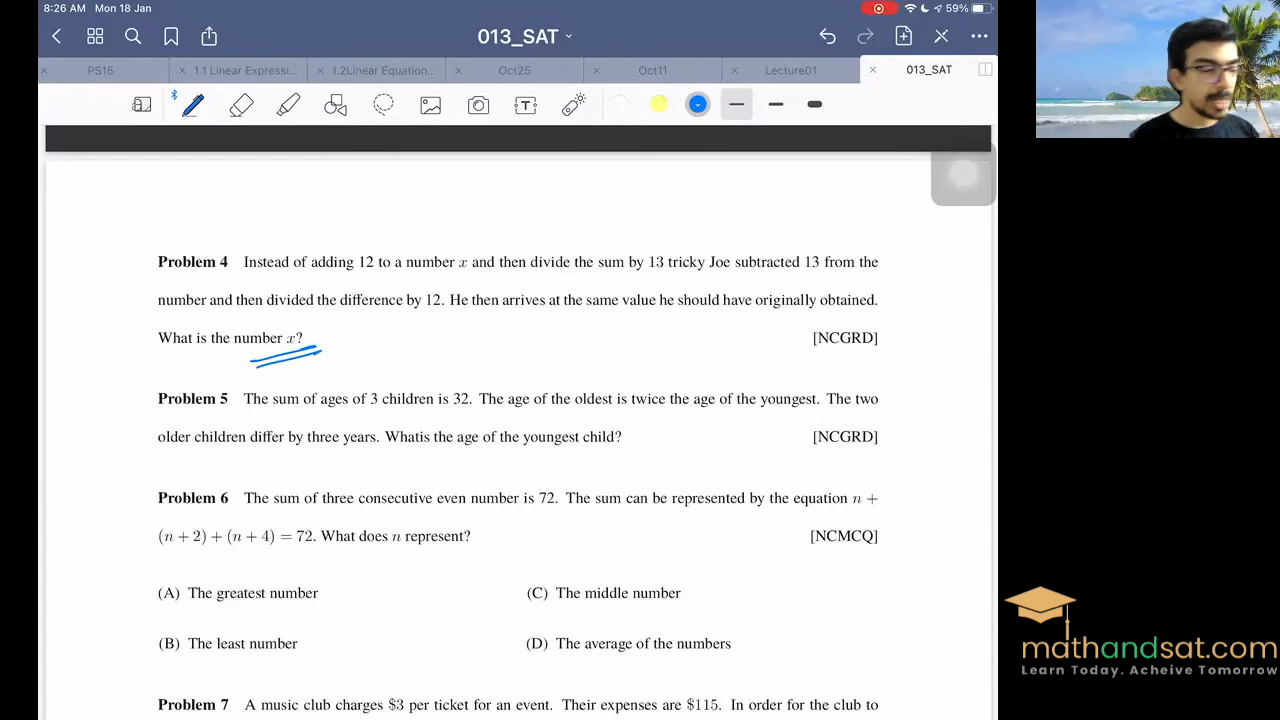 8:26 AM Mon 18 Jan
59%
013_SAT
PS15
1.1 Linear Expressi...
1.2Linear Equation...
Oct25
Oct11
Lecture01
013_SAT
Problem 4 Instead of adding 12 to a number x and then divide the sum by 13 tricky Joe subtracted 13 from the
number and then divided the difference by 12. He then arrives at the same value he should have originally obtained.
What is the number x? [NCGRD]
Problem 5 The sum of ages of 3 children is 32. The age of the oldest is twice the age of the youngest. The two
older children differ by three years. Whatis the age of the youngest child? [NCGRD]
Problem 6 The sum of three consecutive even number is 72. The sum can be represented by the equation n +
(n + 2) + (n + 4) = 72. What does n represent? [NCMCQ]
(A) The greatest number (C) The middle number
(B) The least number (D) The average of the numbers
Problem 7 A music club charges $3 per ticket for an event. Their expenses are $115. In order for the club to
mathandsat.com
Learn Today. Acheive Tomorrow